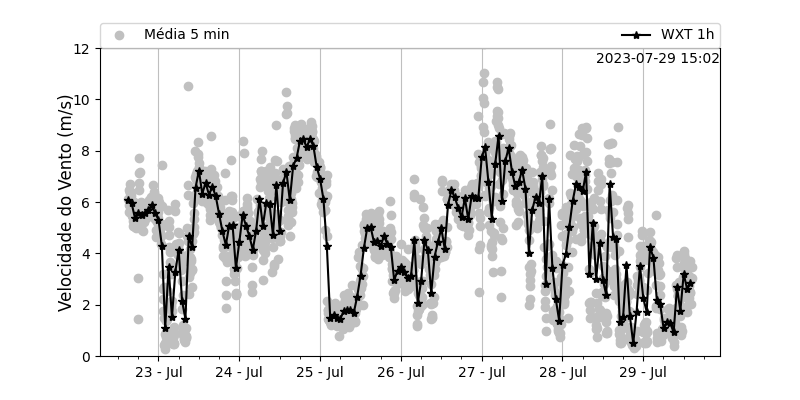 Média 5 min
WXT 1h
2023-07-29 15:02
Velocidade do Vento (m/s)
12
10
8
6
4
2
0
23 - Jul
24 - Jul
25 - Jul
26 - Jul
27 - Jul
28 - Jul
29 - Jul